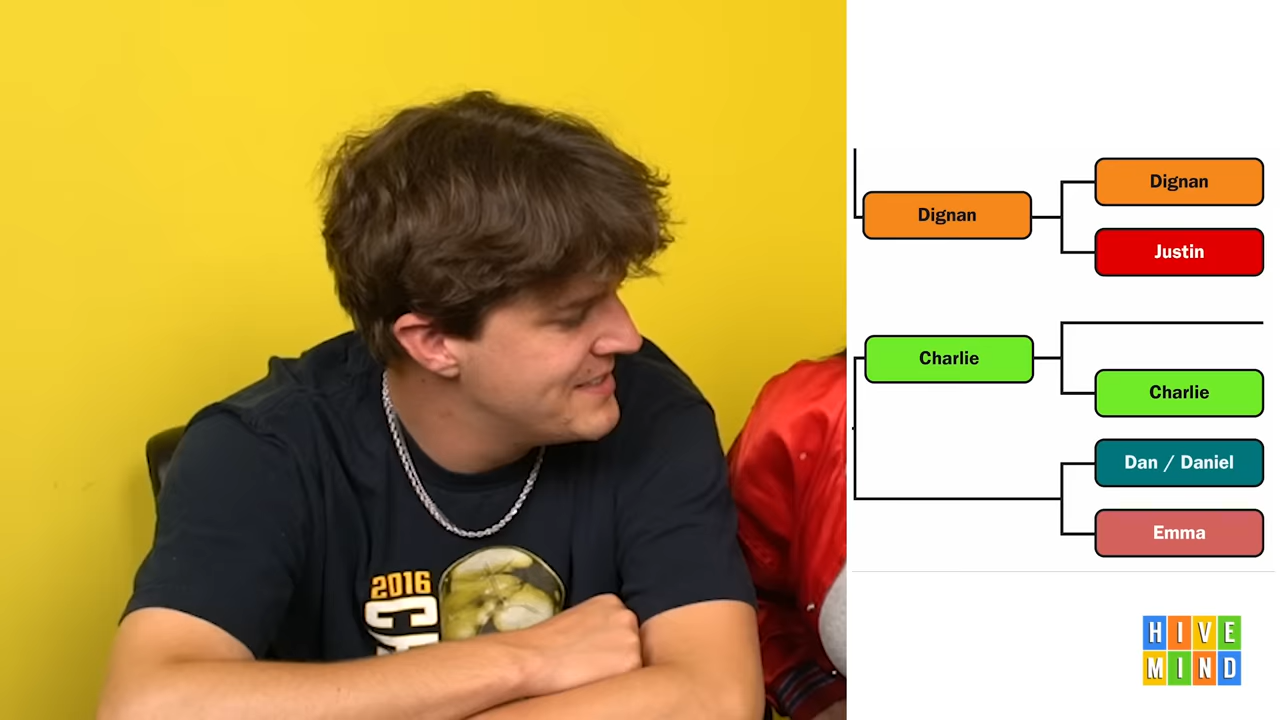 Dignan
Dignan
Justin
Charlie
Charlie
Dan / Daniel
Emma
2016
HIVE
MIND